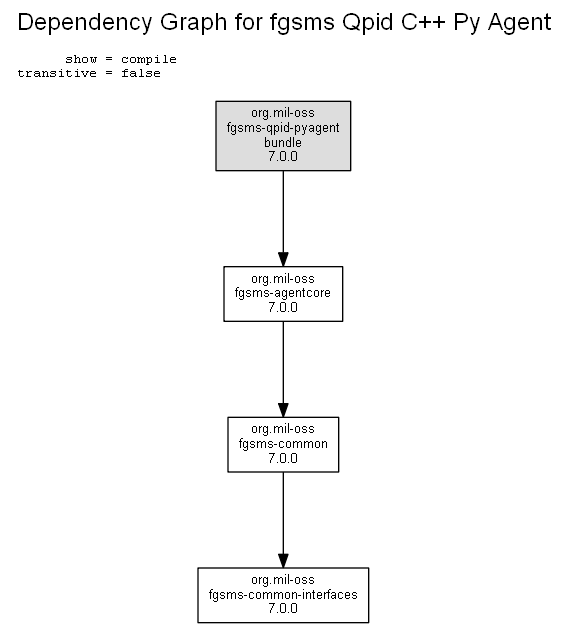 Dependency Graph for fgsms Qpid C++ Py Agent
show = compile
transitive = false
org.mil-oss
fgsms-qpid-pyagent
bundle
7.0.0
org.mil-oss
fgsms-agentcore
7.0.0
org.mil-oss
fgsms-common
7.0.0
org.mil-oss
fgsms-common-interfaces
7.0.0